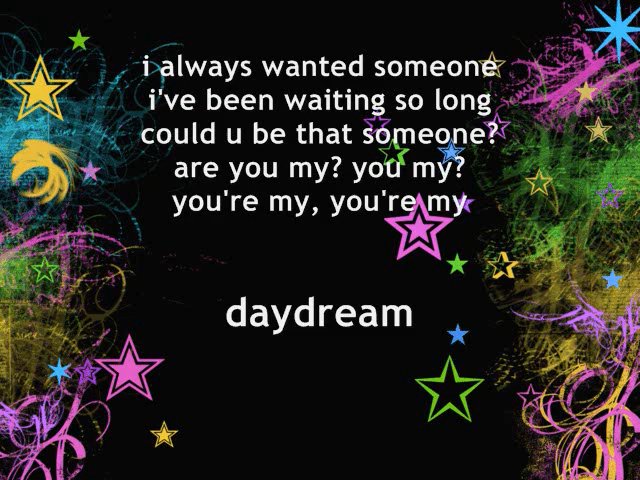 i always wanted someone
i've been waiting so long
could u be that someone?
are you my? you my?
you're my, you're my
daydream